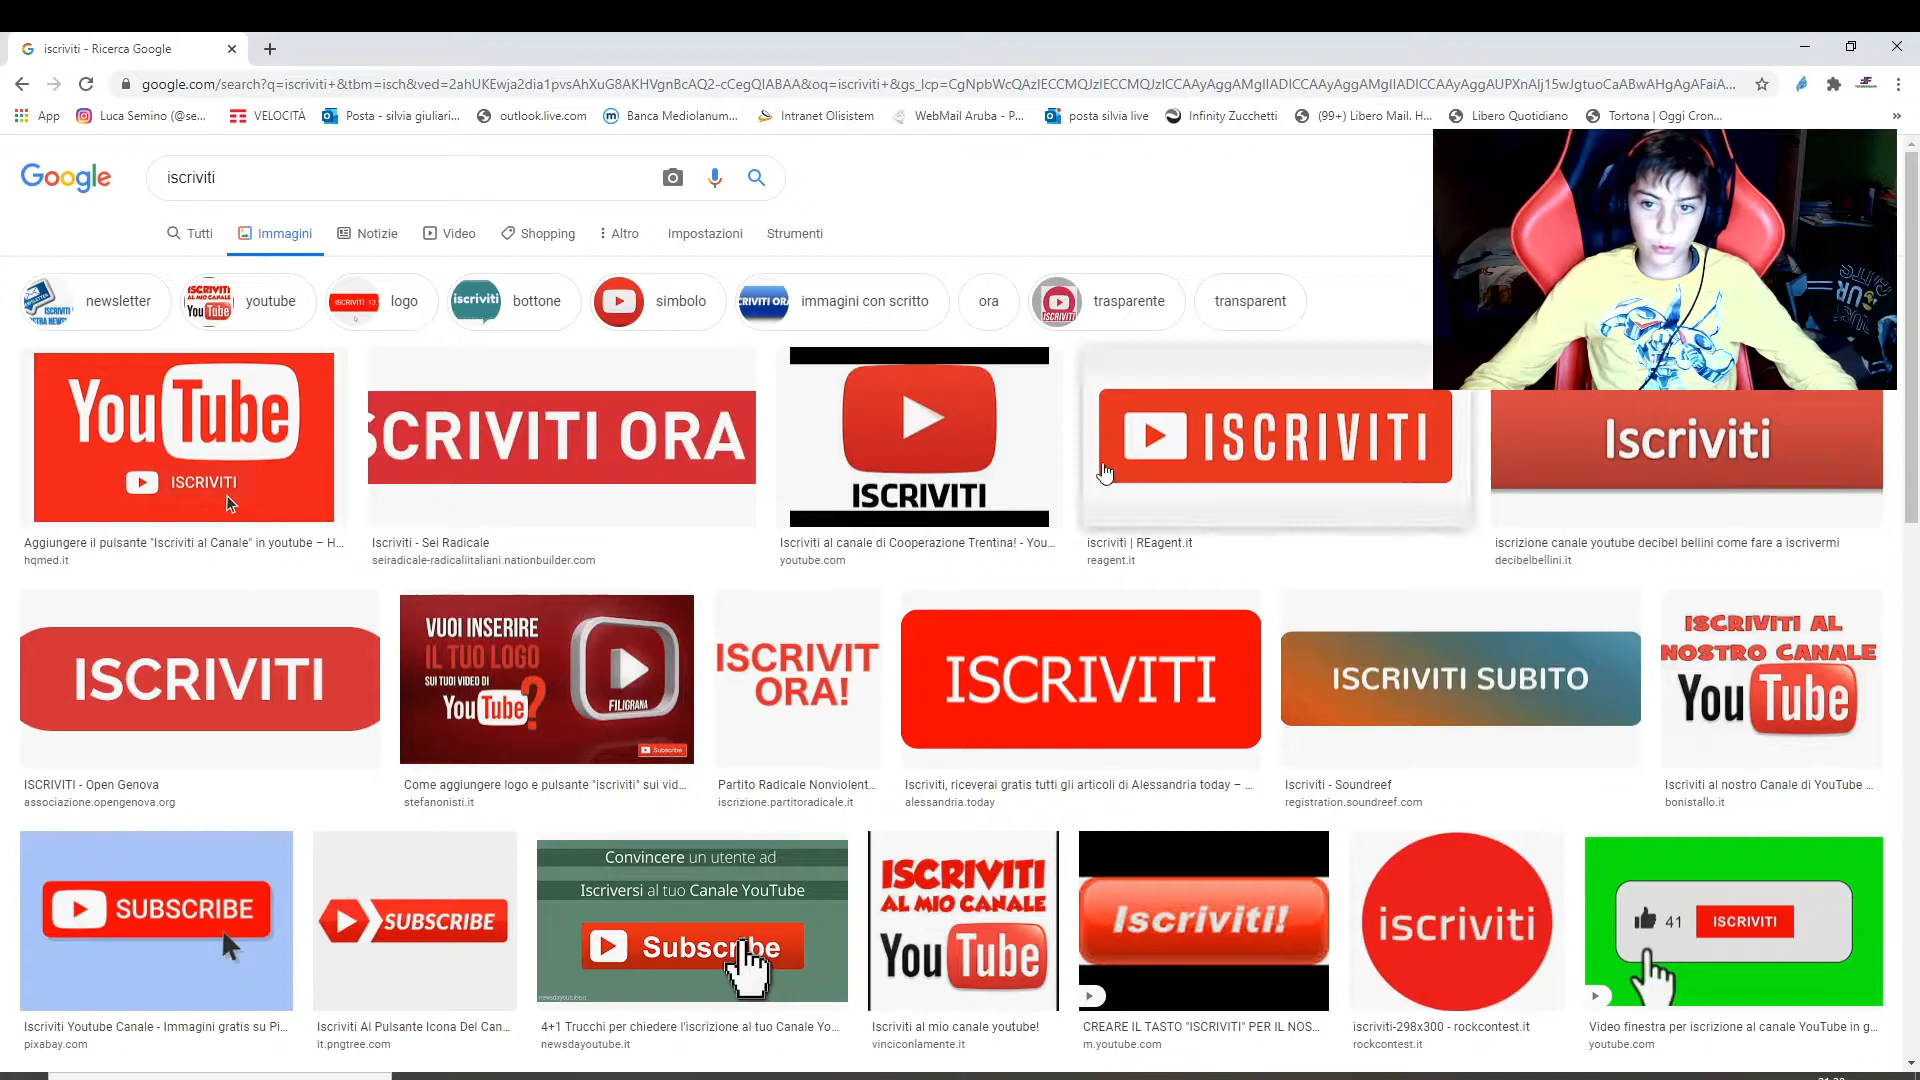 iscriviti - Ricerca Google
google.com/search?q=iscriviti+&tbm=isch&ved=2ahUKEwja2dia1pvsAhXuG8AKHVgnBcAQ2-cCegQIABAA&oq=iscriviti+&gs_lcp=
App
Luca Semino (@se...
VELOCITÀ
Posta - silvia giuliari...
outlook.live.com
Banca Mediolanum...
Intranet Olisistem
WebMail Aruba - P...
posta silvia live
Infinity Zucchetti
(99+) Libero Mail. H...
Libero Quotidiano
Tortona | Oggi Cron...
Google
iscriviti
Tutti
Immagini
Notizie
Video
Shopping
Altro
Impostazioni
Strumenti
newsletter
youtube
logo
iscriviti
bottone
simbolo
immagini con scritto
ora
trasparente
transparent
YouTube
ISCRIVITI
SCRIVITI ORA
ISCRIVITI
ISCRIVITI
Iscriviti
Aggiungere il pulsante "Iscriviti al Canale" in youtube – H...
hqmed.it
Iscriviti - Sei Radicale
seiradicale-radicaliitaliani.nationbuilder.com
Iscriviti al canale di Cooperazione Trentina! - You...
youtube.com
iscriviti | REagent.it
reagent.it
iscrizione canale youtube decibel bellini come fare a iscrivermi
decibelbellini.it
ISCRIVITI
VUOI INSERIRE
IL TUO LOGO
SUI TUOI VIDEO DI
YouTube?
FILIGRANA
Subscribe
ISCRIVIT
ORA!
ISCRIVITI
ISCRIVITI SUBITO
ISCRIVITI AL
NOSTRO CANALE
YouTube
ISCRIVITI - Open Genova
associazione.opengenova.org
Come aggiungere logo e pulsante "iscriviti" sui vid...
stefanonisti.it
Partito Radicale Nonviolent...
iscrizione.partitoradicale.it
Iscriviti, riceverai gratis tutti gli articoli di Alessandria today – ...
alessandria.today
Iscriviti - Soundreef
registration.soundreef.com
Iscriviti al nostro Canale di YouTube ...
bonistallo.it
SUBSCRIBE
SUBSCRIBE
Convincere un utente ad
Iscriversi al tuo Canale YouTube
Subscribe
newsdayoutube.it
ISCRIVITI
AL MIO CANALE
YouTube
Iscriviti!
iscriviti
41
ISCRIVITI
Iscriviti Youtube Canale - Immagini gratis su Pi...
pixabay.com
Iscriviti Al Pulsante Icona Del Can...
it.pngtree.com
4+1 Trucchi per chiedere l'iscrizione al tuo Canale Yo...
newsdayoutube.it
Iscriviti al mio canale youtube!
vinciconlamente.it
CREARE IL TASTO "ISCRIVITI" PER IL NOS...
m.youtube.com
iscriviti-298x300 - rockcontest.it
rockcontest.it
Video finestra per iscrizione al canale YouTube in g...
youtube.com